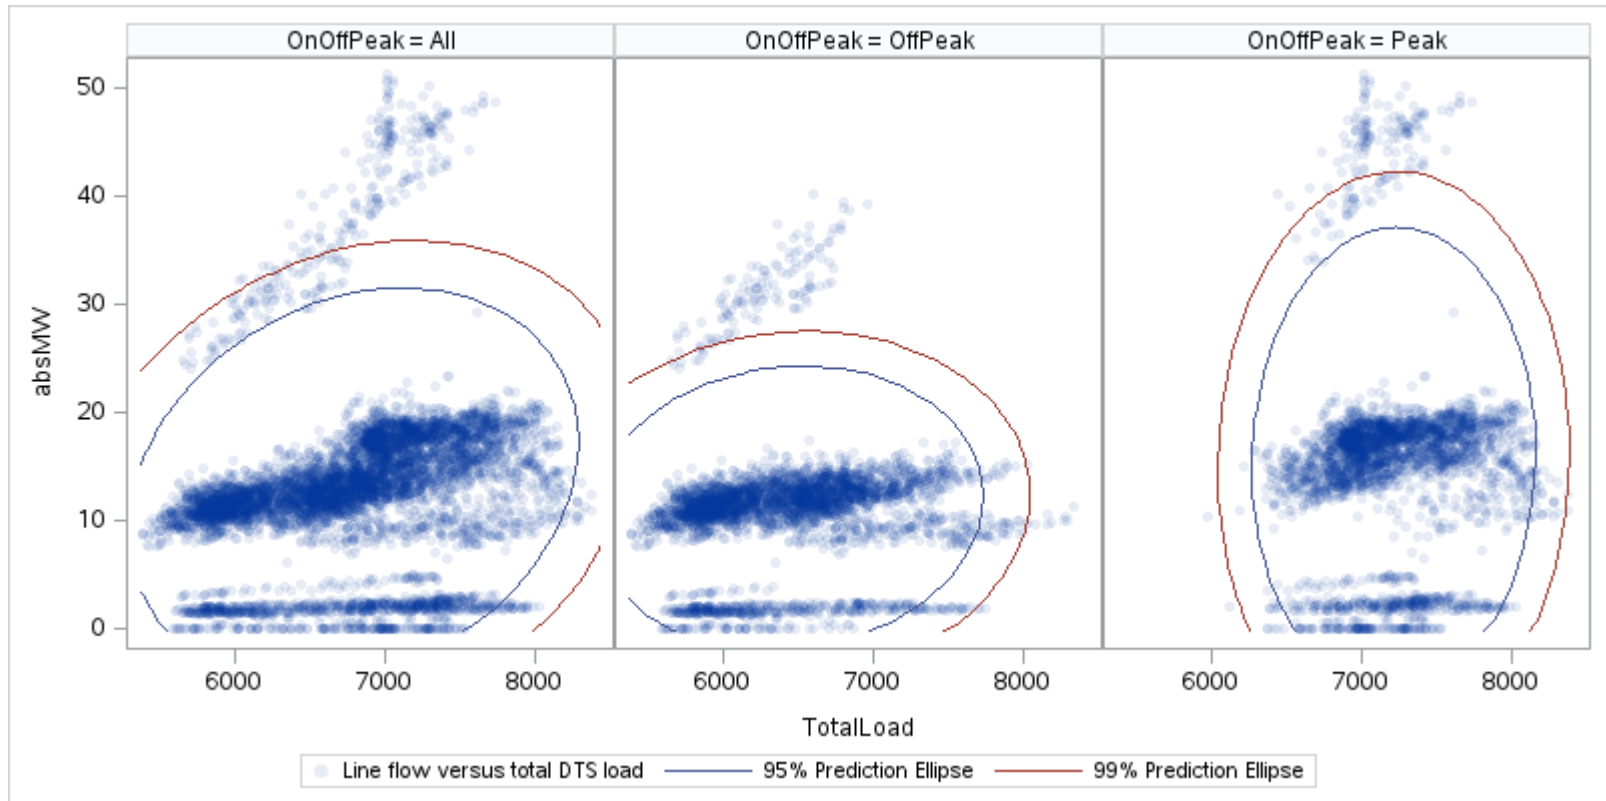 OnOffPeak = All
OnOffPeak = OffPeak
OnOffPeak = Peak
50
40
30
20
10
0
absMW
6000 7000 8000
6000 7000 8000
6000 7000 8000
TotalLoad
Line flow versus total DTS load
95% Prediction Ellipse
99% Prediction Ellipse